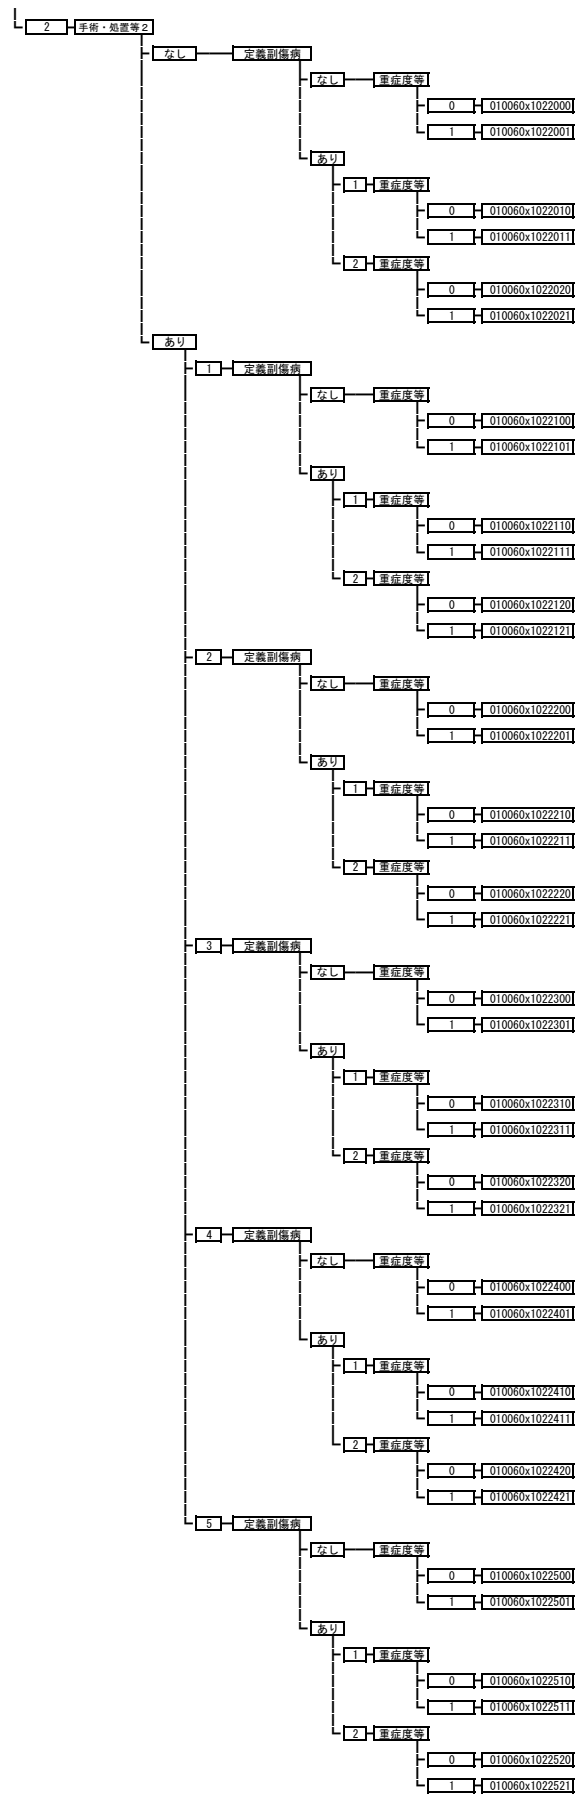 2 手術・処置等2
なし 定義副傷病
なし 重症度等
0 010060x1022000
1 010060x1022001
あり
1 重症度等
0 010060x1022010
1 010060x1022011
2 重症度等
0 010060x1022020
1 010060x1022021
あり
1 定義副傷病
なし 重症度等
0 010060x1022100
1 010060x1022101
あり
1 重症度等
0 010060x1022110
1 010060x1022111
2 重症度等
0 010060x1022120
1 010060x1022121
2 定義副傷病
なし 重症度等
0 010060x1022200
1 010060x1022201
あり
1 重症度等
0 010060x1022210
1 010060x1022211
2 重症度等
0 010060x1022220
1 010060x1022221
3 定義副傷病
なし 重症度等
0 010060x1022300
1 010060x1022301
あり
1 重症度等
0 010060x1022310
1 010060x1022311
2 重症度等
0 010060x1022320
1 010060x1022321
4 定義副傷病
なし 重症度等
0 010060x1022400
1 010060x1022401
あり
1 重症度等
0 010060x1022410
1 010060x1022411
2 重症度等
0 010060x1022420
1 010060x1022421
5 定義副傷病
なし 重症度等
0 010060x1022500
1 010060x1022501
あり
1 重症度等
0 010060x1022510
1 010060x1022511
2 重症度等
0 010060x1022520
1 010060x1022521